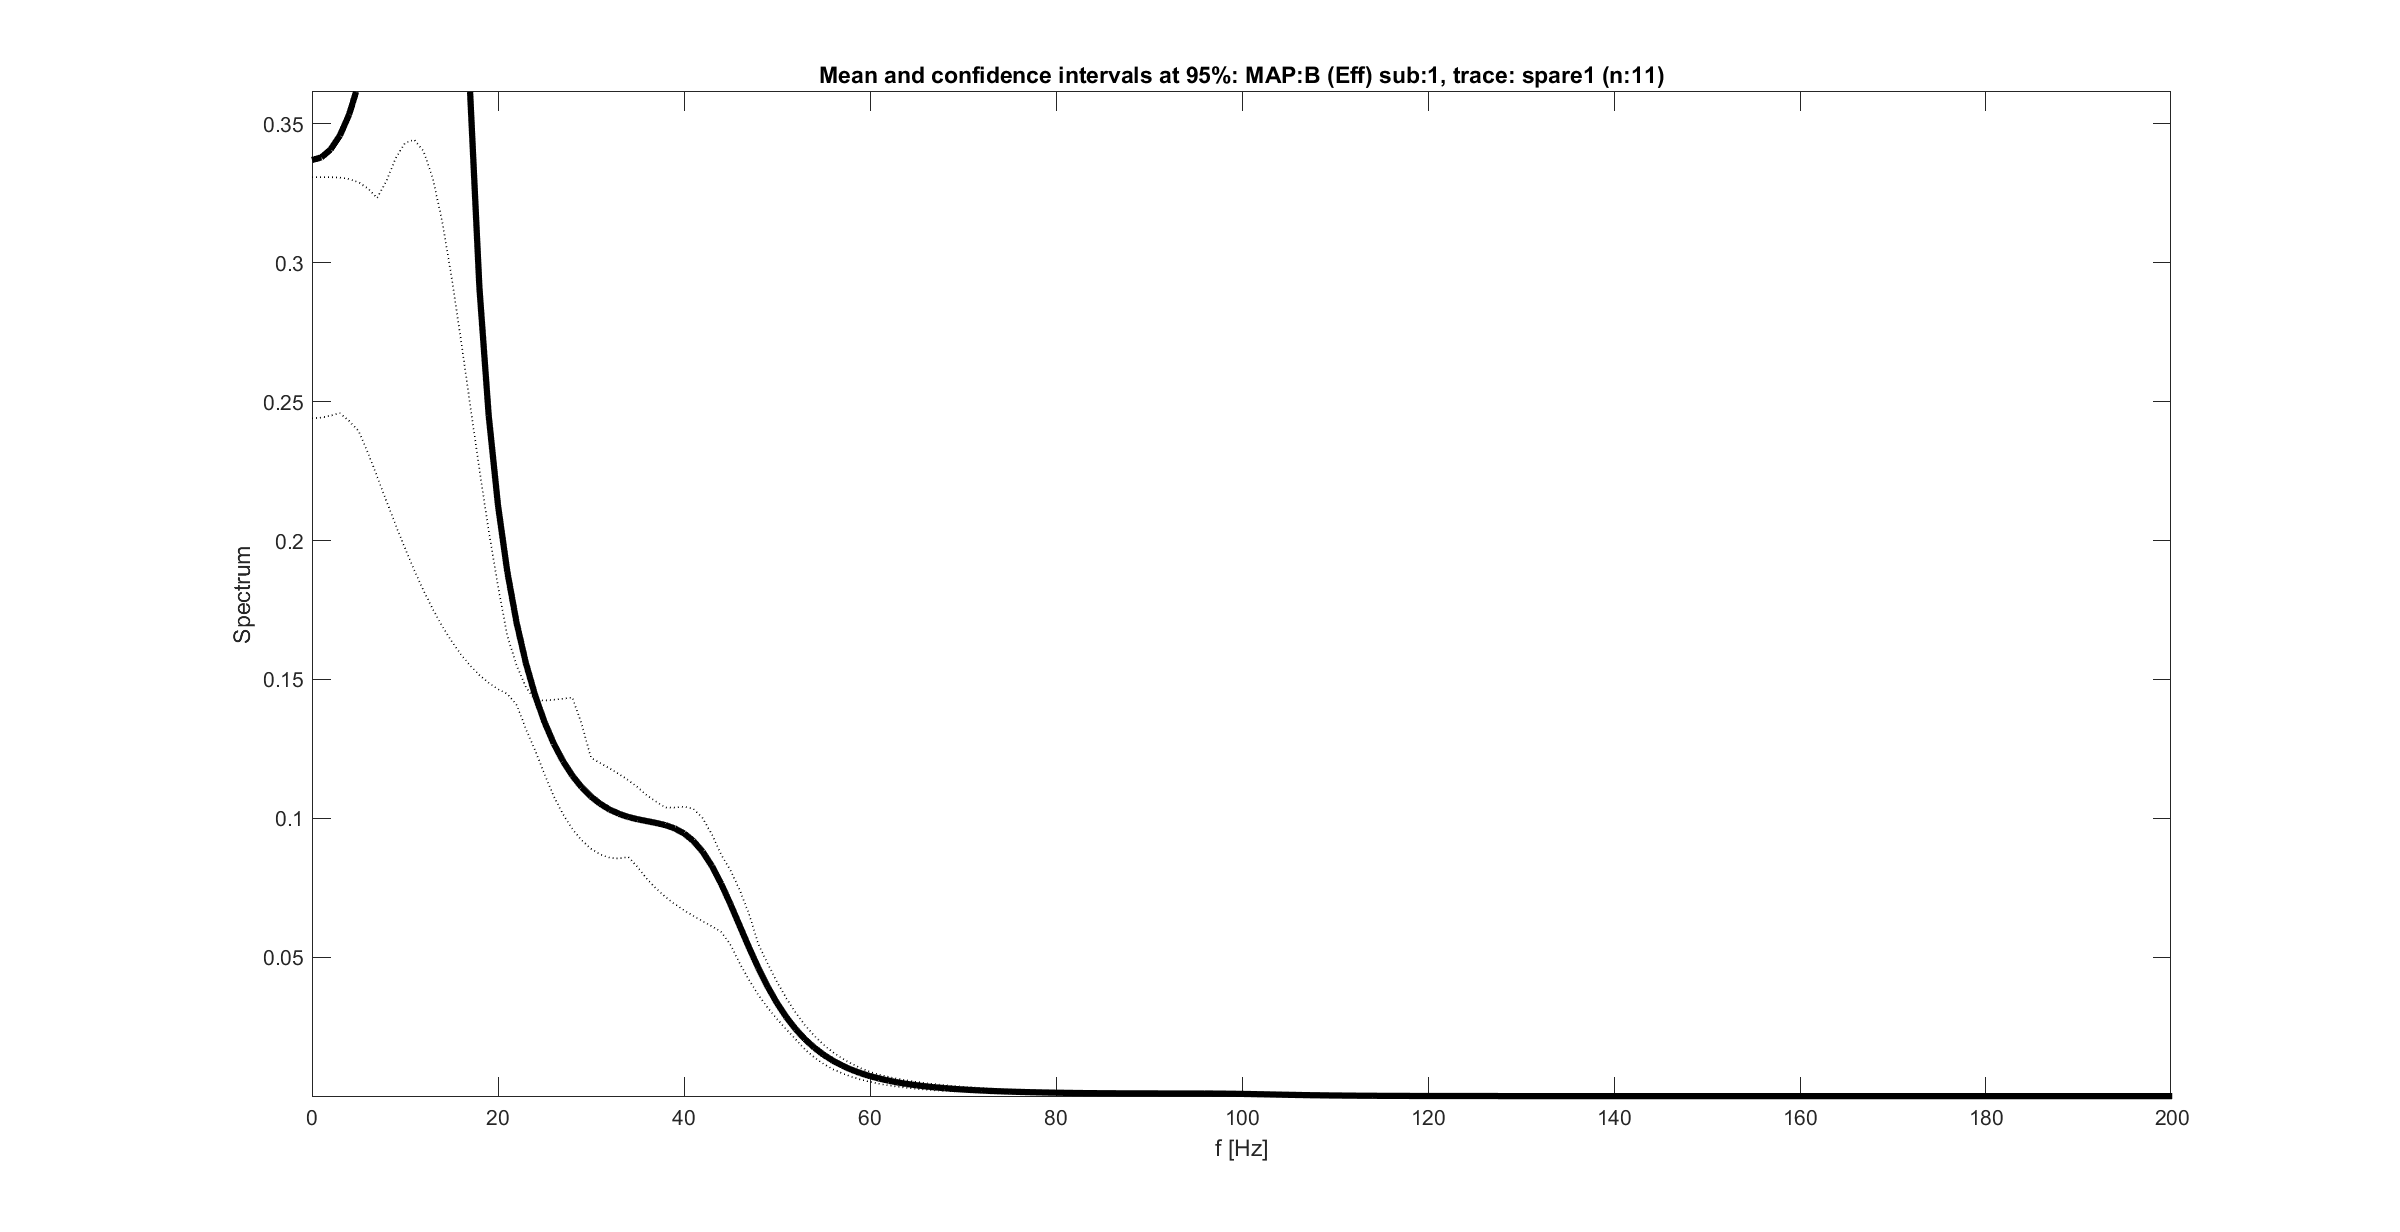 Mean and confidence intervals at 95%: MAP:B (Eff) sub:1, trace: spare1 (n:11)
0.35
0.3
0.25
0.2
0.15
0.1
0.05
Spectrum
0 20 40 60 80 100 120 140 160 180 200
f [Hz]